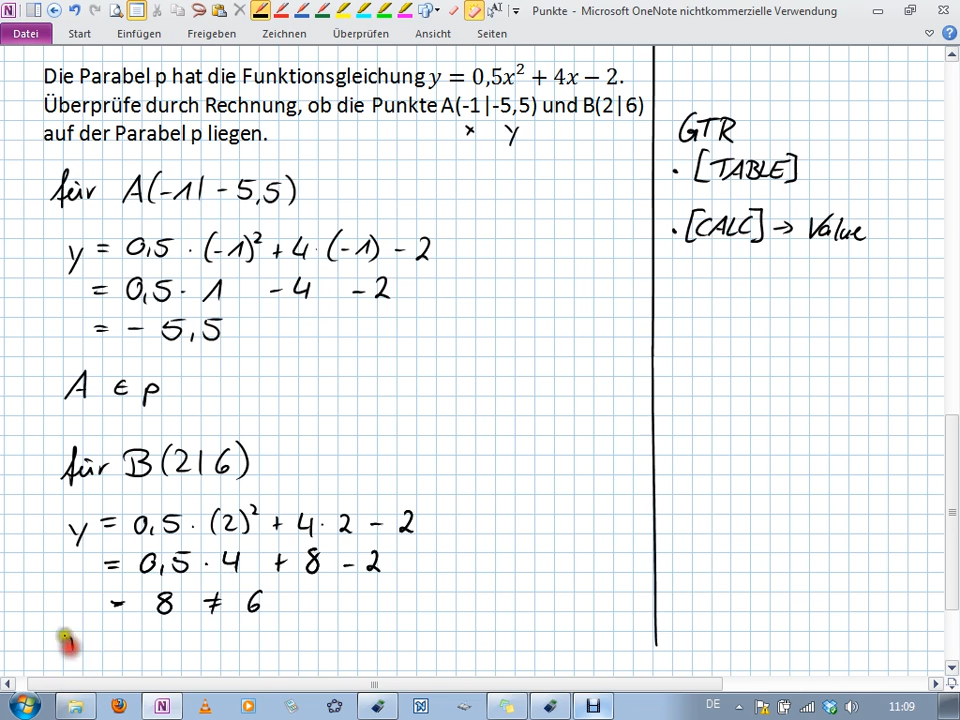 Punkte - Microsoft OneNote nichtkommerzielle Verwendung
Datei Start Einfügen Freigeben Zeichnen Überprüfen Ansicht Seiten
Die Parabel p hat die Funktionsgleichung y = 0,5x² + 4x − 2.
Überprüfe durch Rechnung, ob die Punkte A(-1|-5,5) und B(2|6)
auf der Parabel p liegen.
x y
für A(-1|-5,5)
y = 0,5 · (-1)² + 4 · (-1) - 2
= 0,5 · 1 - 4 - 2
= - 5,5
A ∈ p
für B(2|6)
y = 0,5 · (2)² + 4 · 2 - 2
= 0,5 · 4 + 8 - 2
= 8 ≠ 6
GTR
· [TABLE]
· [CALC] → Value
DE 11:09